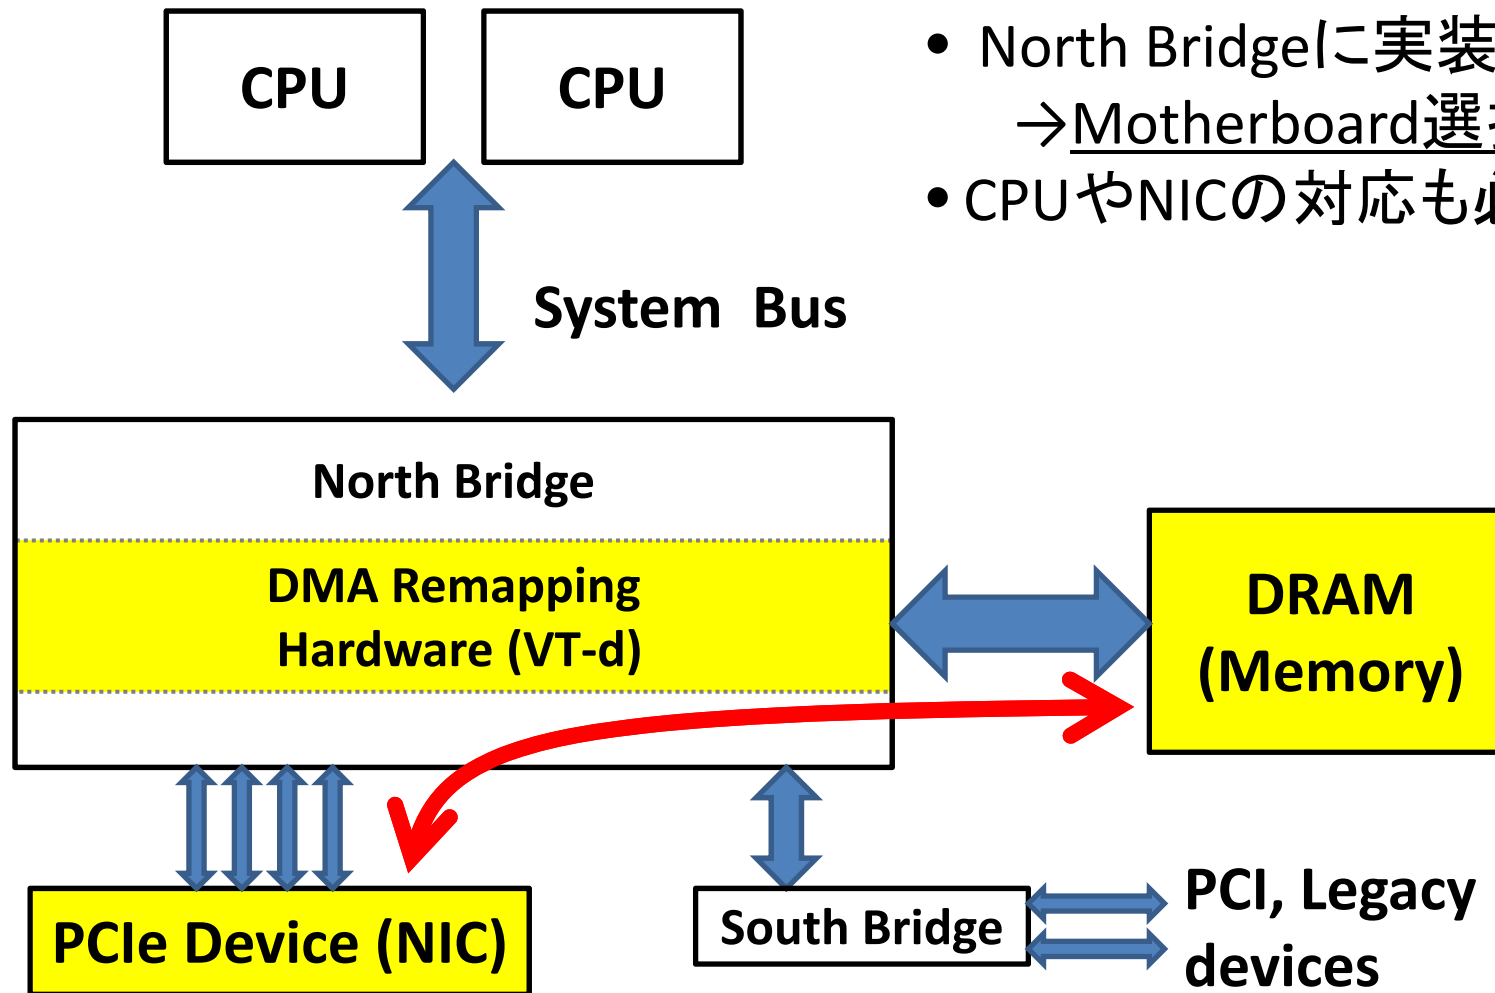 CPU
CPU
• North Bridgeに実装
→Motherboard選
• CPUやNICの対応も
System Bus
North Bridge
DMA Remapping
Hardware (VT-d)
DRAM
(Memory)
PCIe Device (NIC)
South Bridge
PCI, Legacy
devices